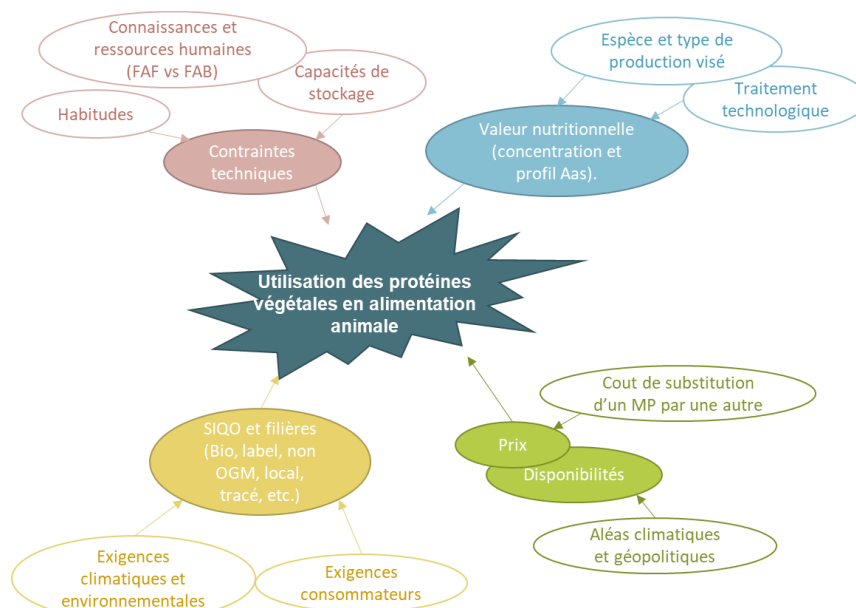 Connaissances et
ressources humaines
(FAF vs FAB)
Capacités de
stockage
Habitudes
Contraintes
techniques
Espèce et type de
production visé
Traitement
technologique
Valeur nutritionnelle
(concentration et
profil Aas).
Utilisation des protéines
végétales en alimentation
animale
SIQO et filières
(Bio, label, non
OGM, local,
tracé, etc.)
Exigences
climatiques et
environnementales
Exigences
consommateurs
Cout de substitution
d'un MP par une autre
Prix
Disponibilités
Aléas climatiques
et géopolitiques